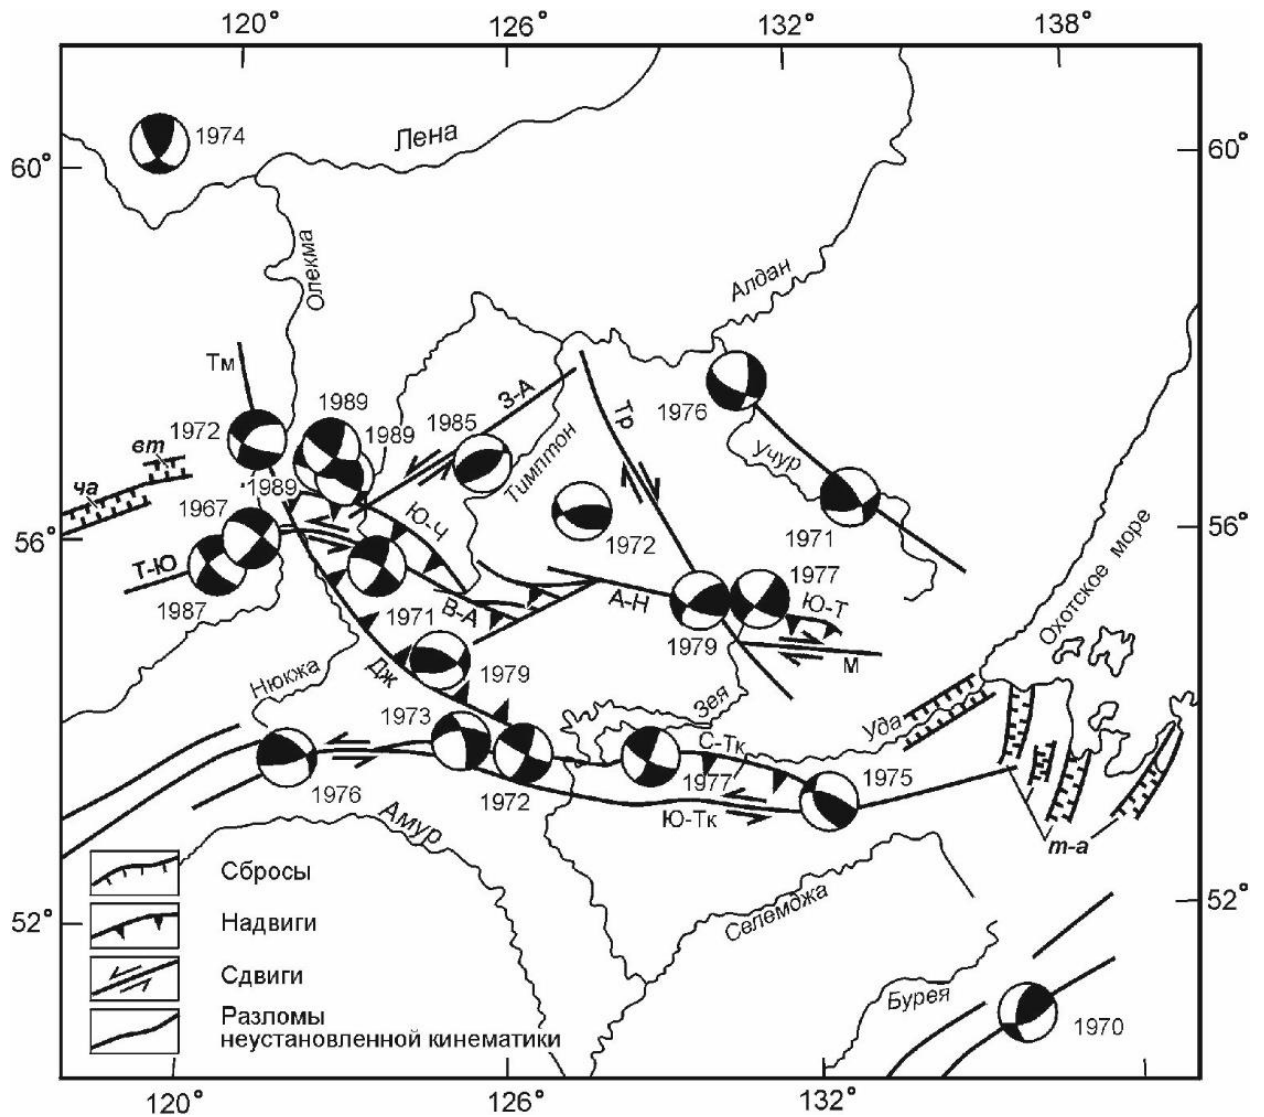 120° 126° 132° 138°
1974
Лена
60° 60°
Олекма
Алдан
Тм
1989
1985
З-А
1976
Тр
1972
1989
вт
Учур
Тимптон
ча
1989
1967
Ю-Ч
1972
1971
56° 56°
Т-Ю
1977
Охотское море
1987
1971
В-А
А-Н
Ю-Т
1979
М
Дж
1979
Нюкжа
Зея
1973
Уда
С-Тк
1977
1975
1976
1972
Ю-Тк
Амур
т-а
Сбросы
52° 52°
Надвиги
Селемджа
Сдвиги
Бурея
Разломы
неустановленной кинематики
1970
120° 126° 132°